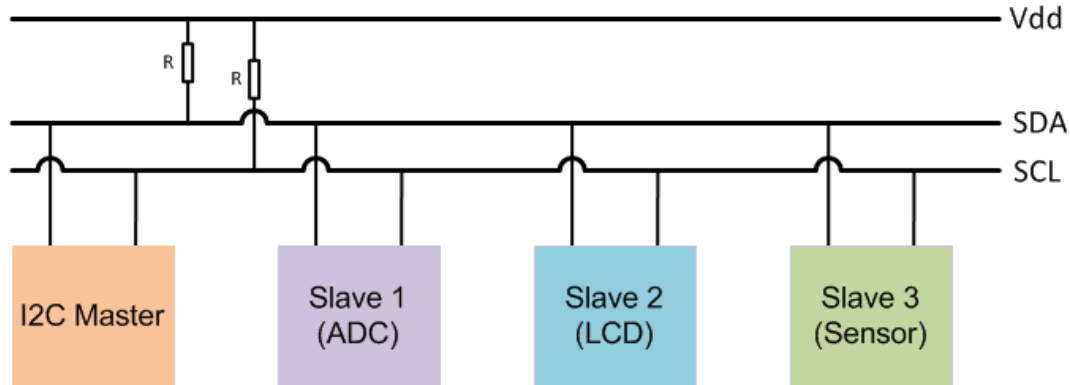 Vdd
R
R
SDA
SCL
I2C Master
Slave 1
(ADC)
Slave 2
(LCD)
Slave 3
(Sensor)